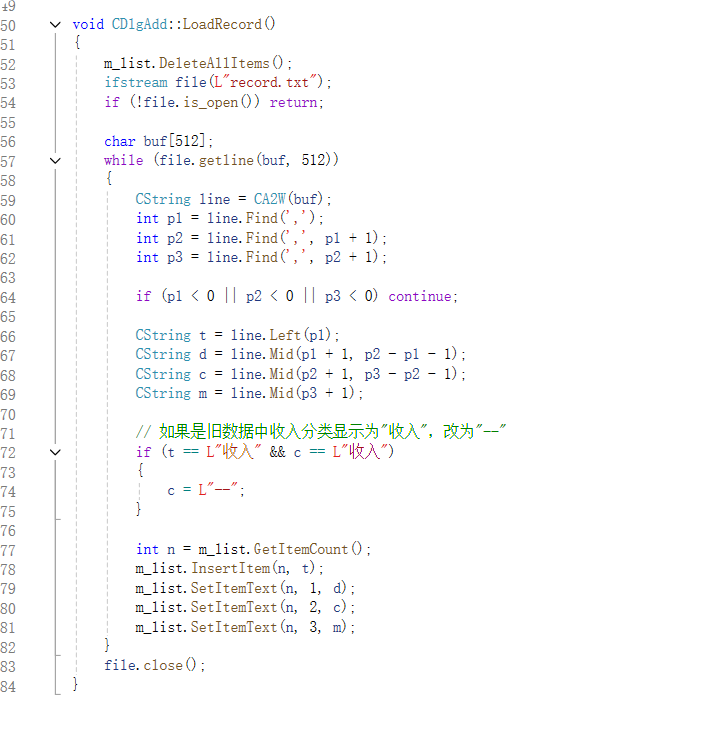 49
50 void CDlgAdd::LoadRecord()
51 {
52 m_list.DeleteAllItems();
53 ifstream file(L"record.txt");
54 if (!file.is_open()) return;
55
56 char buf[512];
57 while (file.getline(buf, 512))
58 {
59 CString line = CA2W(buf);
60 int p1 = line.Find(',');
61 int p2 = line.Find(',', p1 + 1);
62 int p3 = line.Find(',', p2 + 1);
63
64 if (p1 < 0 || p2 < 0 || p3 < 0) continue;
65
66 CString t = line.Left(p1);
67 CString d = line.Mid(p1 + 1, p2 - p1 - 1);
68 CString c = line.Mid(p2 + 1, p3 - p2 - 1);
69 CString m = line.Mid(p3 + 1);
70
71 // 如果是旧数据中收入分类显示为"收入"，改为"--"
72 if (t == L"收入" && c == L"收入")
73 {
74 c = L"--";
75 }
76
77 int n = m_list.GetItemCount();
78 m_list.InsertItem(n, t);
79 m_list.SetItemText(n, 1, d);
80 m_list.SetItemText(n, 2, c);
81 m_list.SetItemText(n, 3, m);
82 }
83 file.close();
84 }